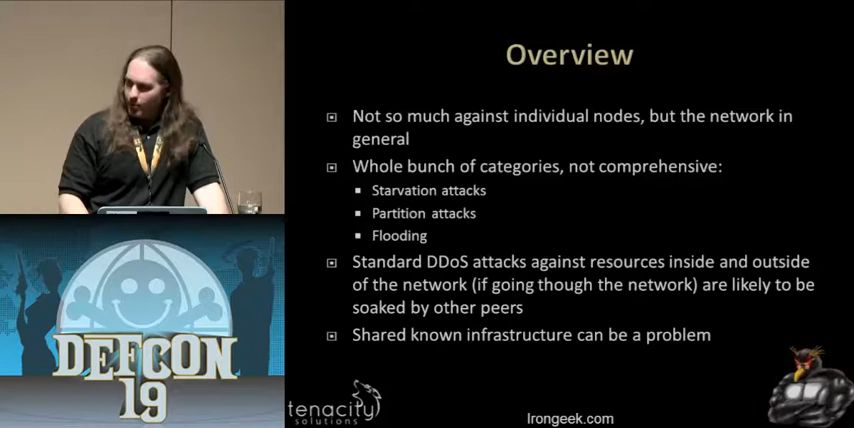 Overview
Not so much against individual nodes, but the network in
general
Whole bunch of categories, not comprehensive:
Starvation attacks
Partition attacks
Flooding
Standard DDoS attacks against resources inside and outside
of the network (if going though the network) are likely to be
soaked by other peers
Shared known infrastructure can be a problem
DEFCON
19
tenacity
solutions
Irongeek.com